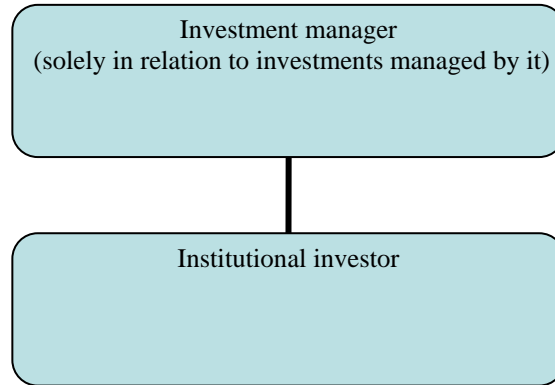 Investment manager
(solely in relation to investments managed by it)
Institutional investor